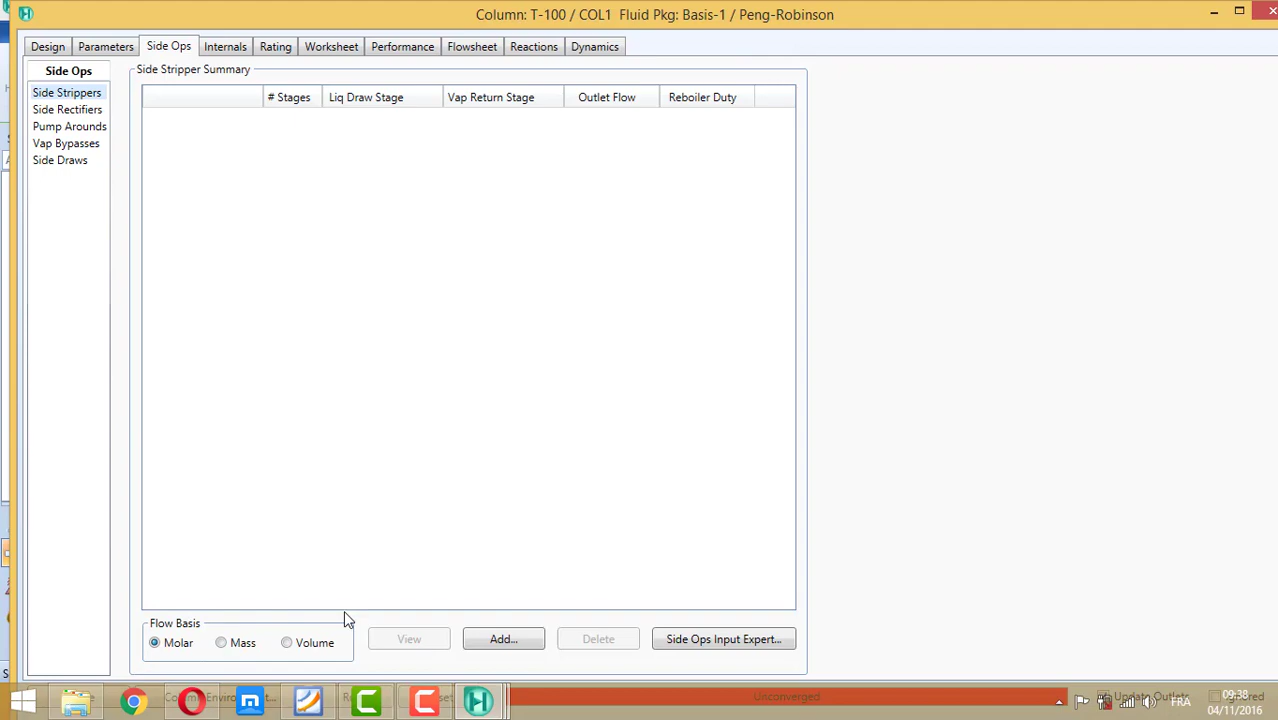 Column: T-100 / COL1 Fluid Pkg: Basis-1 / Peng-Robinson
Design Parameters Side Ops Internals Rating Worksheet Performance Flowsheet Reactions Dynamics
Side Ops
Side Strippers
Side Rectifiers
Pump Arounds
Vap Bypasses
Side Draws
Side Stripper Summary
# Stages Liq Draw Stage Vap Return Stage Outlet Flow Reboiler Duty
Flow Basis
Molar Mass Volume
View Add... Delete Side Ops Input Expert...
Unconverged Update Outlets Ignored
FRA
09:38
04/11/2016